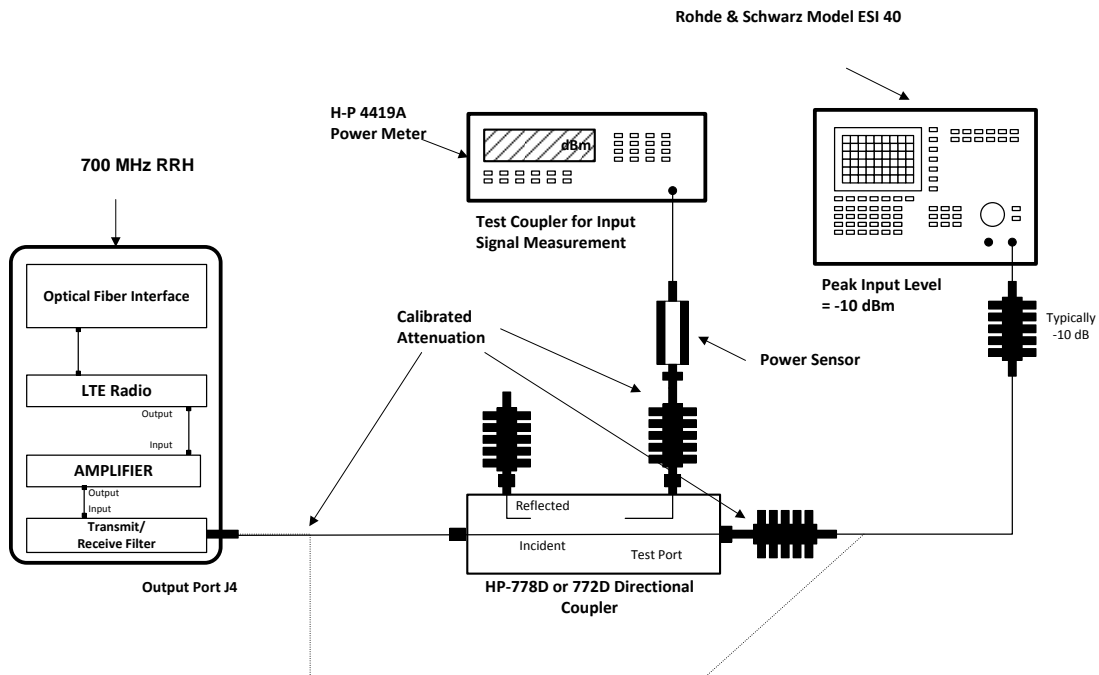 Rohde & Schwarz Model ESI 40
H-P 4419A
Power Meter
dBm
700 MHz RRH
Test Coupler for Input
Signal Measurement
Optical Fiber Interface
Peak Input Level
= -10 dBm
Typically
-10 dB
Calibrated
Attenuation
Power Sensor
LTE Radio
Output
Input
AMPLIFIER
Output
Input
Transmit/
Receive Filter
Reflected
Incident
Test Port
Output Port J4
HP-778D or 772D Directional
Coupler